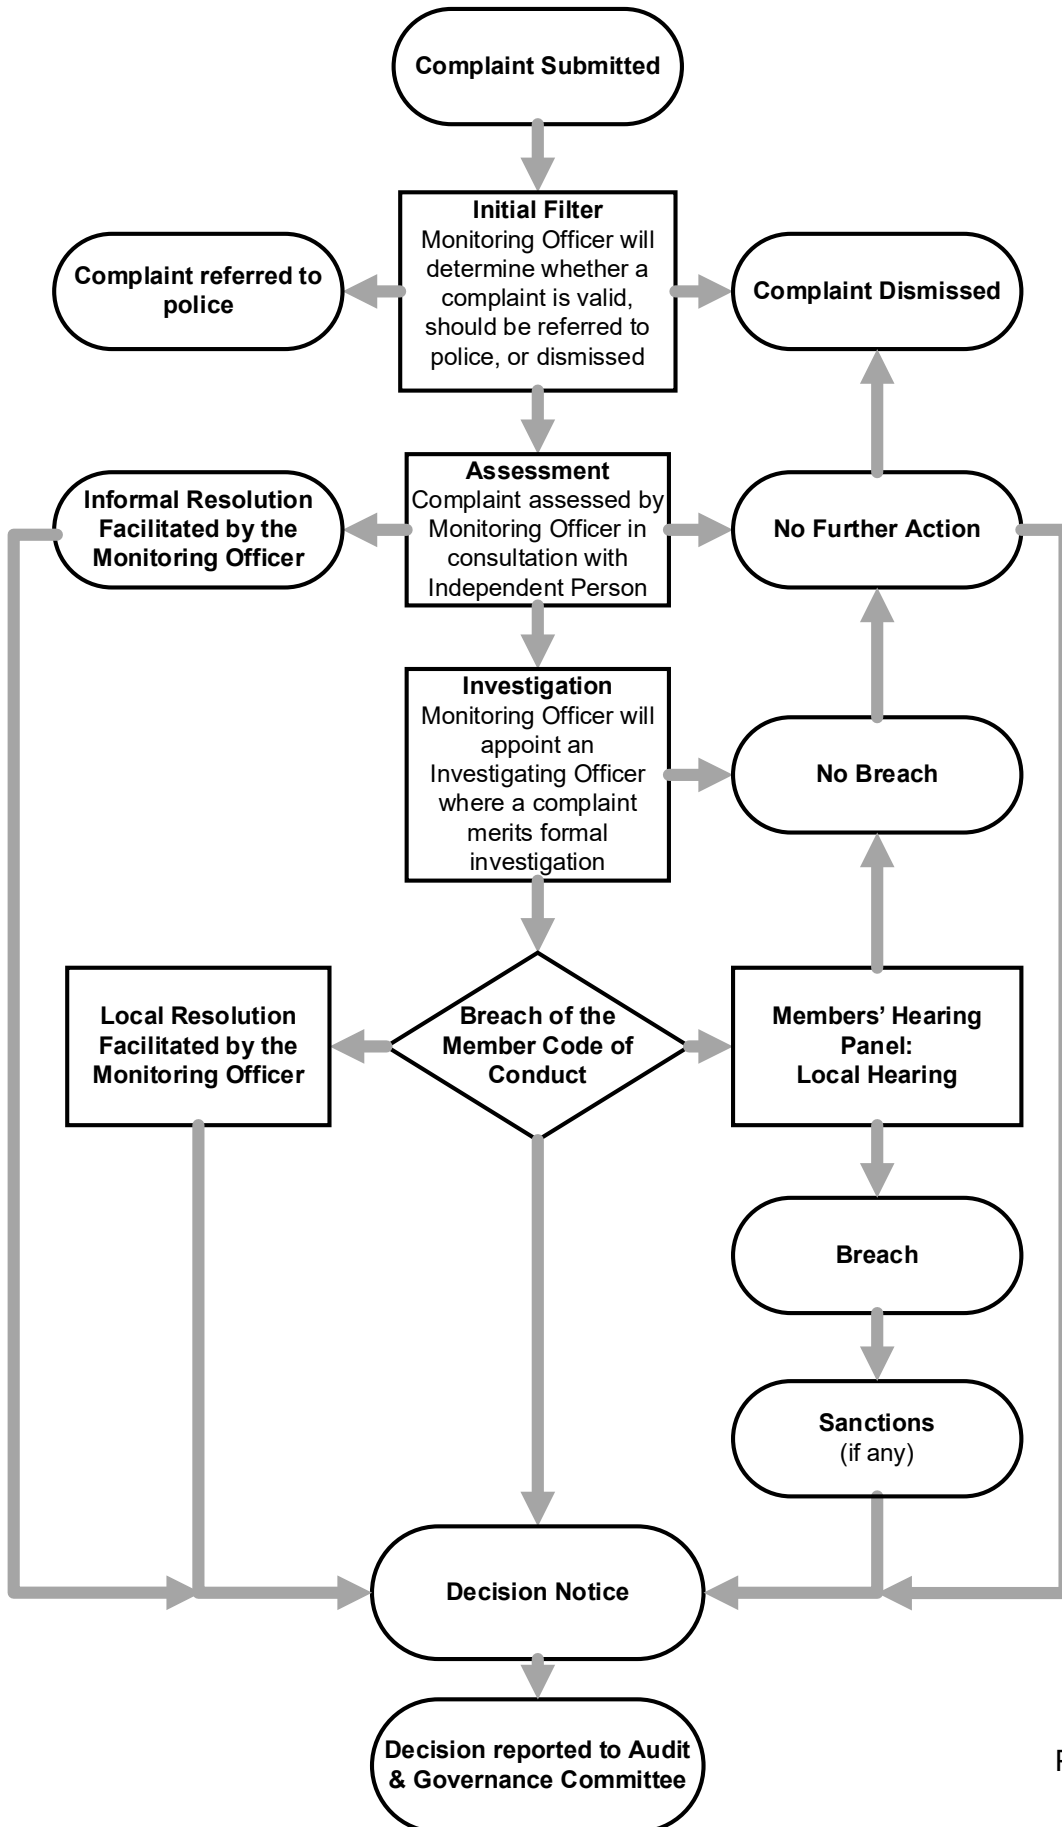 Complaint Submitted
Initial Filter
Monitoring Officer will
determine whether a
complaint is valid,
should be referred to
police, or dismissed
Complaint referred to
police
Complaint Dismissed
Assessment
Complaint assessed by
Monitoring Officer in
consultation with
Independent Person
Informal Resolution
Facilitated by the
Monitoring Officer
No Further Action
Investigation
Monitoring Officer will
appoint an
Investigating Officer
where a complaint
merits formal
investigation
No Breach
Local Resolution
Facilitated by the
Monitoring Officer
Breach of the
Member Code of
Conduct
Members’ Hearing
Panel:
Local Hearing
Breach
Sanctions
(if any)
Decision Notice
Decision reported to Audit
& Governance Committee